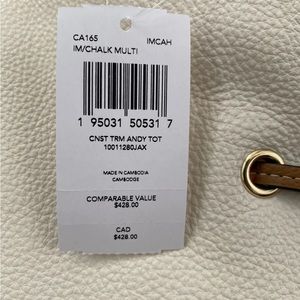 CA165 IMCAH
IM/CHALK MULTI
1 95031 50531 7
CNST TRM ANDY TOT
10011280JAX
MADE IN CAMBODIA
CAMBODGE
COMPARABLE VALUE
$428.00
CAD
$428.00